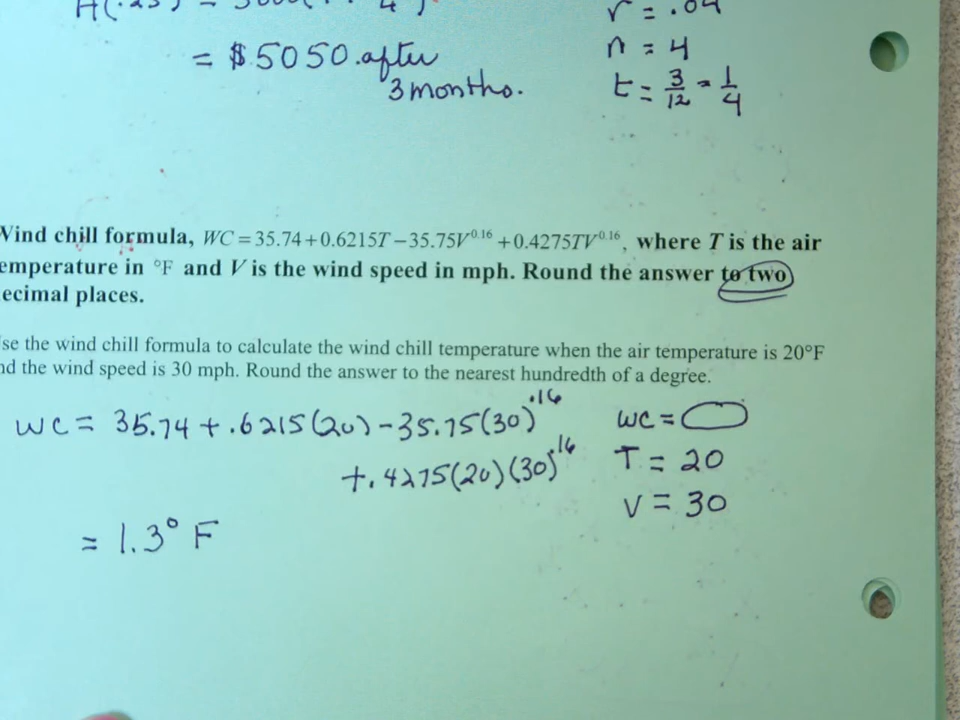 = $5050.after
3 months.
r = .04
n = 4
t = 3/12 = 1/4
Wind chill formula, WC = 35.74 + 0.6215T − 35.75V^0.16 + 0.4275TV^0.16, where T is the air
emperature in °F and V is the wind speed in mph. Round the answer to two
ecimal places.
se the wind chill formula to calculate the wind chill temperature when the air temperature is 20°F
nd the wind speed is 30 mph. Round the answer to the nearest hundredth of a degree.
WC = 35.74 + .6215(20) − 35.75(30)^.16
+ .4275(20)(30)^.16
= 1.3° F
WC =
T = 20
V = 30